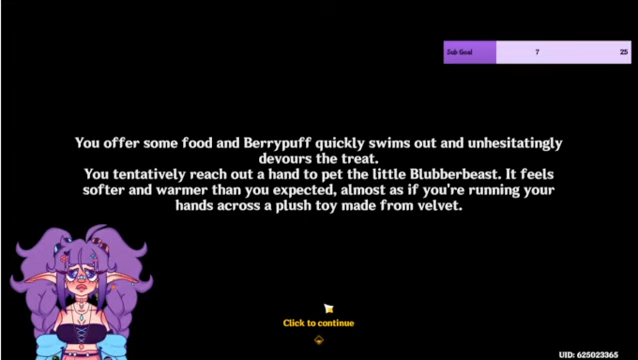 Sub Goal 7 25
You offer some food and Berrypuff quickly swims out and unhesitatingly
devours the treat.
You tentatively reach out a hand to pet the little Blubberbeast. It feels
softer and warmer than you expected, almost as if you're running your
hands across a plush toy made from velvet.
Click to continue
UID: 625023365